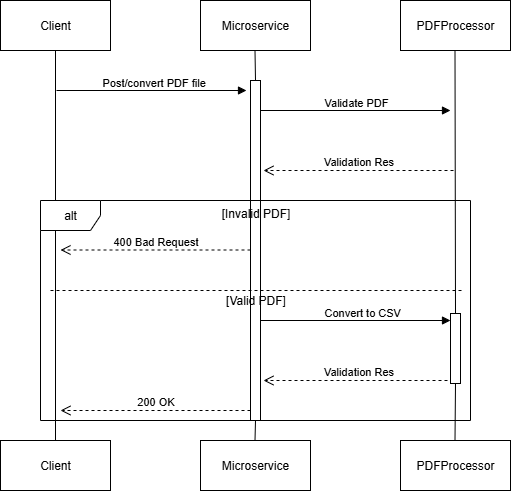 Client
Microservice
PDFProcessor
Post/convert PDF file
Validate PDF
Validation Res
alt
[Invalid PDF]
400 Bad Request
[Valid PDF]
Convert to CSV
Validation Res
200 OK
Client
Microservice
PDFProcessor